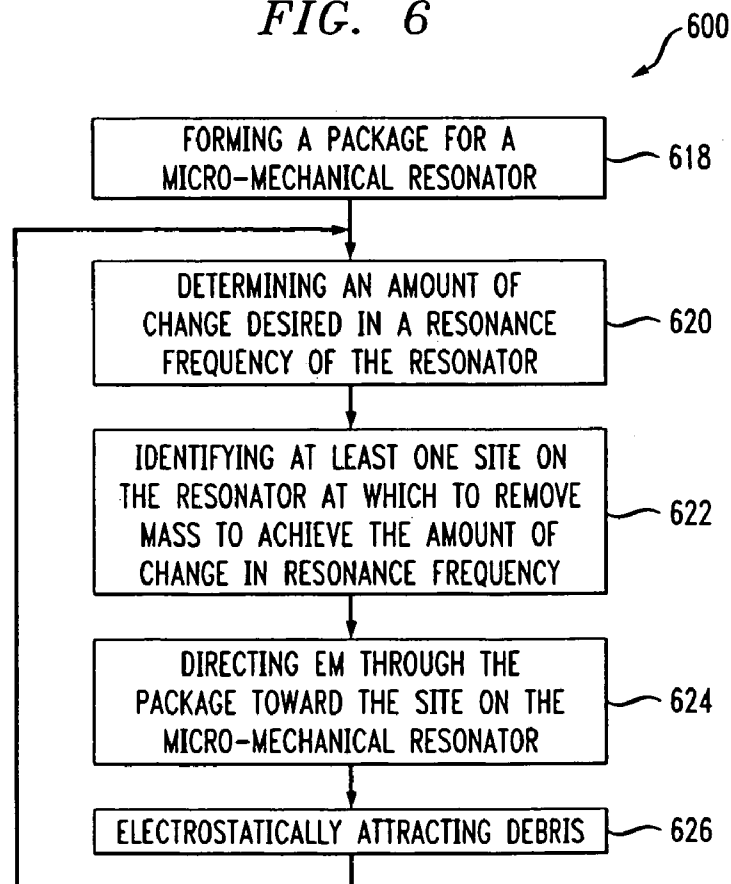 FIG. 6
600
FORMING A PACKAGE FOR A
MICRO-MECHANICAL RESONATOR
618
DETERMINING AN AMOUNT OF
CHANGE DESIRED IN A RESONANCE
FREQUENCY OF THE RESONATOR
620
IDENTIFYING AT LEAST ONE SITE ON
THE RESONATOR AT WHICH TO REMOVE
MASS TO ACHIEVE THE AMOUNT OF
CHANGE IN RESONANCE FREQUENCY
622
DIRECTING EM THROUGH THE
PACKAGE TOWARD THE SITE ON THE
MICRO-MECHANICAL RESONATOR
624
ELECTROSTATICALLY ATTRACTING DEBRIS
626